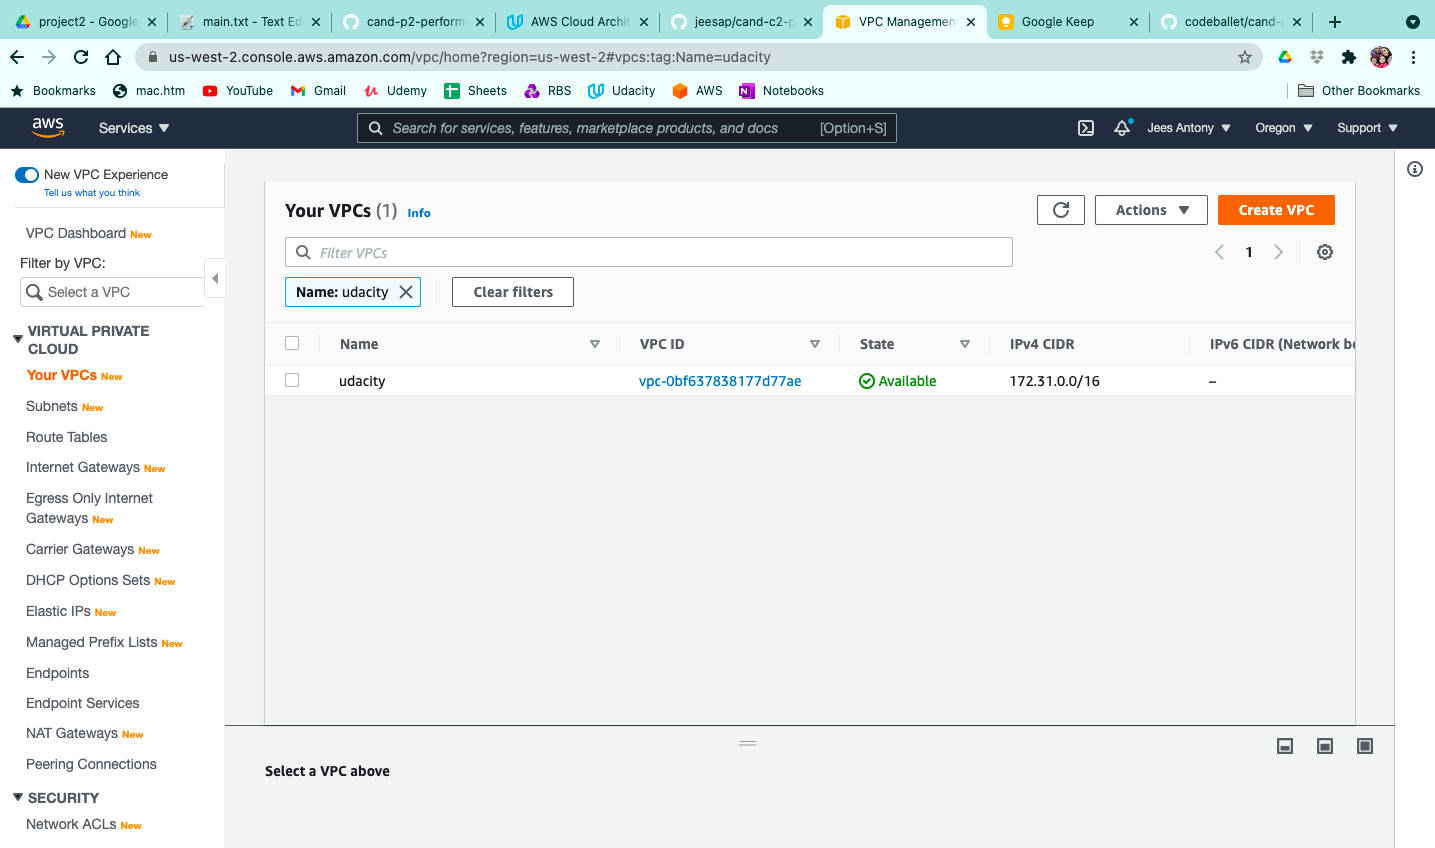 project2 - Google
main.txt - Text Ed
cand-p2-perform
AWS Cloud Archit
jeesap/cand-c2-p
VPC Management
Google Keep
codeballet/cand-p
us-west-2.console.aws.amazon.com/vpc/home?region=us-west-2#vpcs:tag:Name=udacity
Bookmarks
mac.htm
YouTube
Gmail
Udemy
Sheets
RBS
Udacity
AWS
Notebooks
Other Bookmarks
aws
Services
Search for services, features, marketplace products, and docs [Option+S]
Jees Antony
Oregon
Support
New VPC Experience
Tell us what you think
VPC Dashboard New
Filter by VPC:
Select a VPC
VIRTUAL PRIVATE
CLOUD
Your VPCs New
Subnets New
Route Tables
Internet Gateways New
Egress Only Internet
Gateways New
Carrier Gateways New
DHCP Options Sets New
Elastic IPs New
Managed Prefix Lists New
Endpoints
Endpoint Services
NAT Gateways New
Peering Connections
SECURITY
Network ACLs New
Your VPCs (1) Info
Actions
Create VPC
Filter VPCs
1
Name: udacity
Clear filters
Name
VPC ID
State
IPv4 CIDR
IPv6 CIDR (Network bo
udacity
vpc-0bf637838177d77ae
Available
172.31.0.0/16
–
Select a VPC above